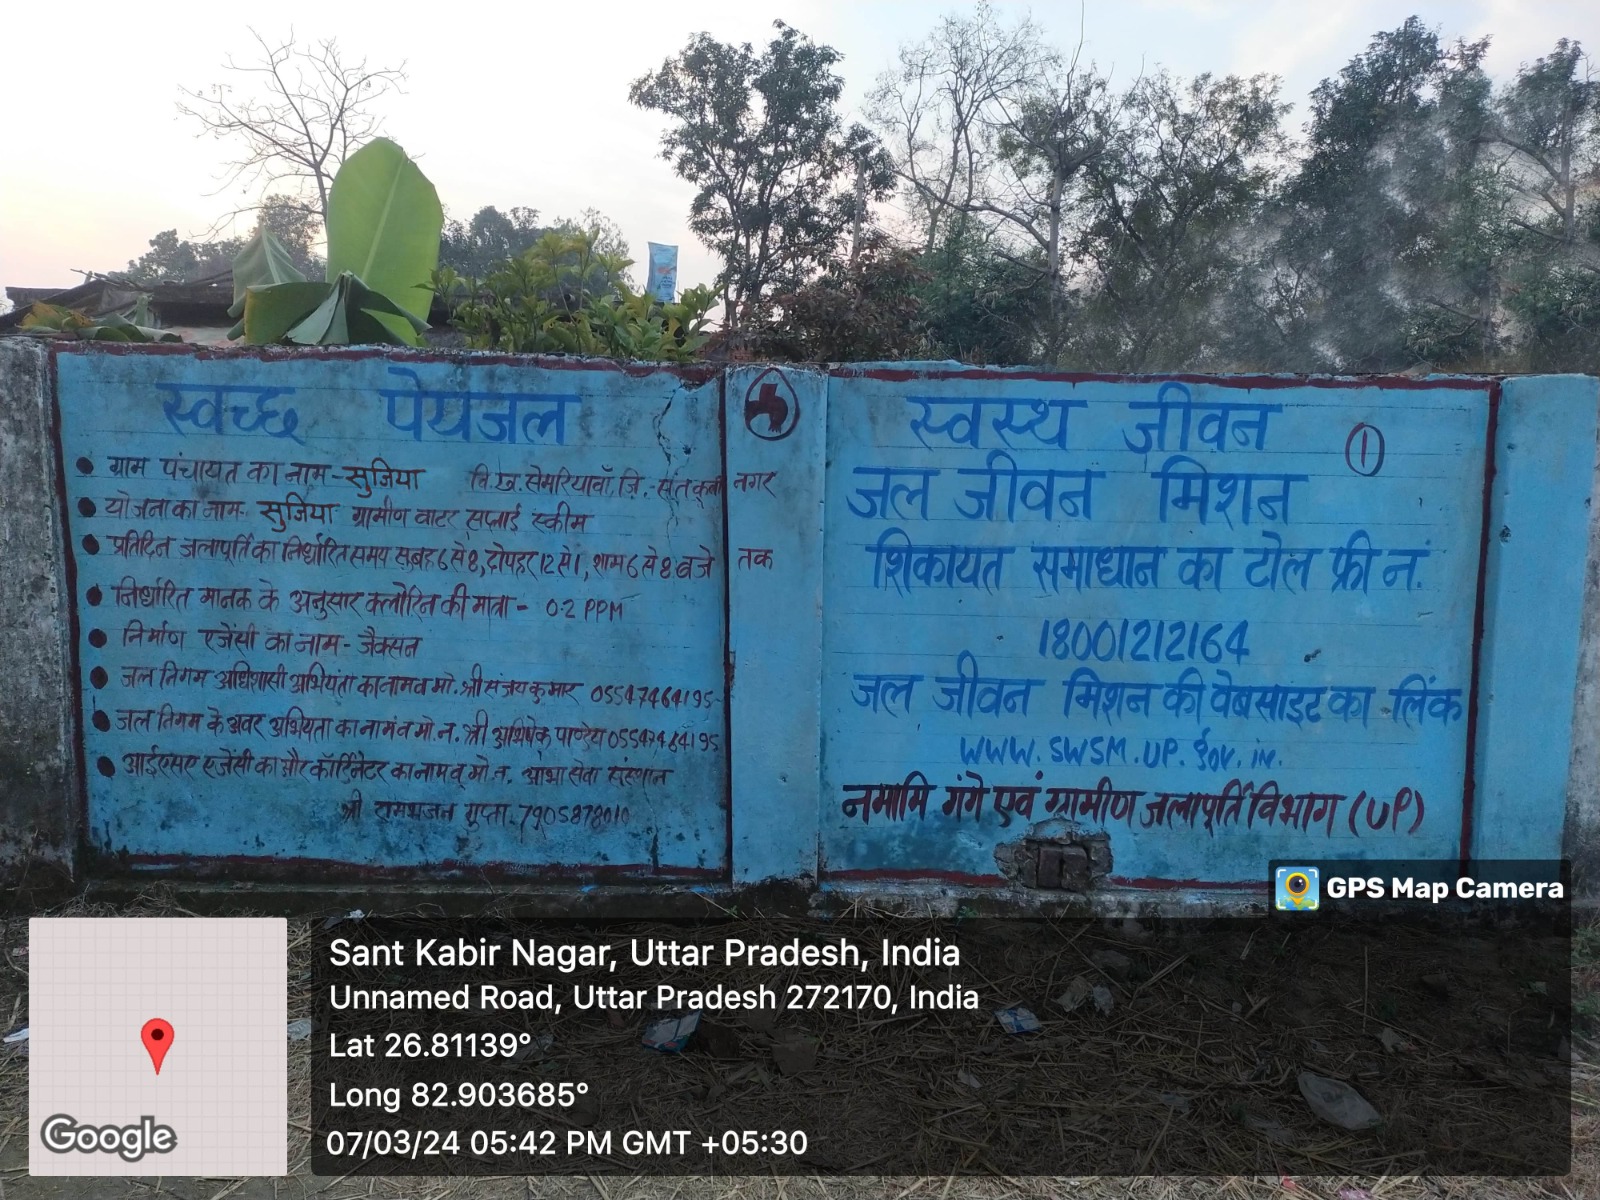 स्वच्छ पेयजल
ग्राम पंचायत का नाम - सुजिया वि.ख. सेमरियावाँ, जि. - संत कबीर नगर
योजना का नाम - सुजिया ग्रामीण वाटर सप्लाई स्कीम
प्रतिदिन जलापूर्ति का निर्धारित समय सुबह 6 से 8, दोपहर 12 से 1, शाम 6 से 8 बजे तक
निर्धारित मानक के अनुसार क्लोरिन की मात्रा - 0.2 PPM
निर्माण एजेंसी का नाम - जैक्सन
जल निगम अधिशासी अभियंता का नाम व मो. श्री संजय कुमार 05547464195
जल निगम के अवर अभियंता का नाम व मो. न. श्री अभिषेक पाण्डेय 05547464195
आईएसए एजेंसी का और कॉर्डिनेटर का नाम व् मो. न. आभा सेवा संस्थान
श्री रामभजन गुप्ता - 7905878010
स्वस्थ जीवन
1
जल जीवन मिशन
शिकायत समाधान का टोल फ्री नं.
18001212164
जल जीवन मिशन की वेबसाइट का लिंक
WWW.SWSM.UP.gov.in.
नमामि गंगे एवं ग्रामीण जलापूर्ति विभाग (UP)
GPS Map Camera
Sant Kabir Nagar, Uttar Pradesh, India
Unnamed Road, Uttar Pradesh 272170, India
Lat 26.81139°
Long 82.903685°
07/03/24 05:42 PM GMT +05:30
Google